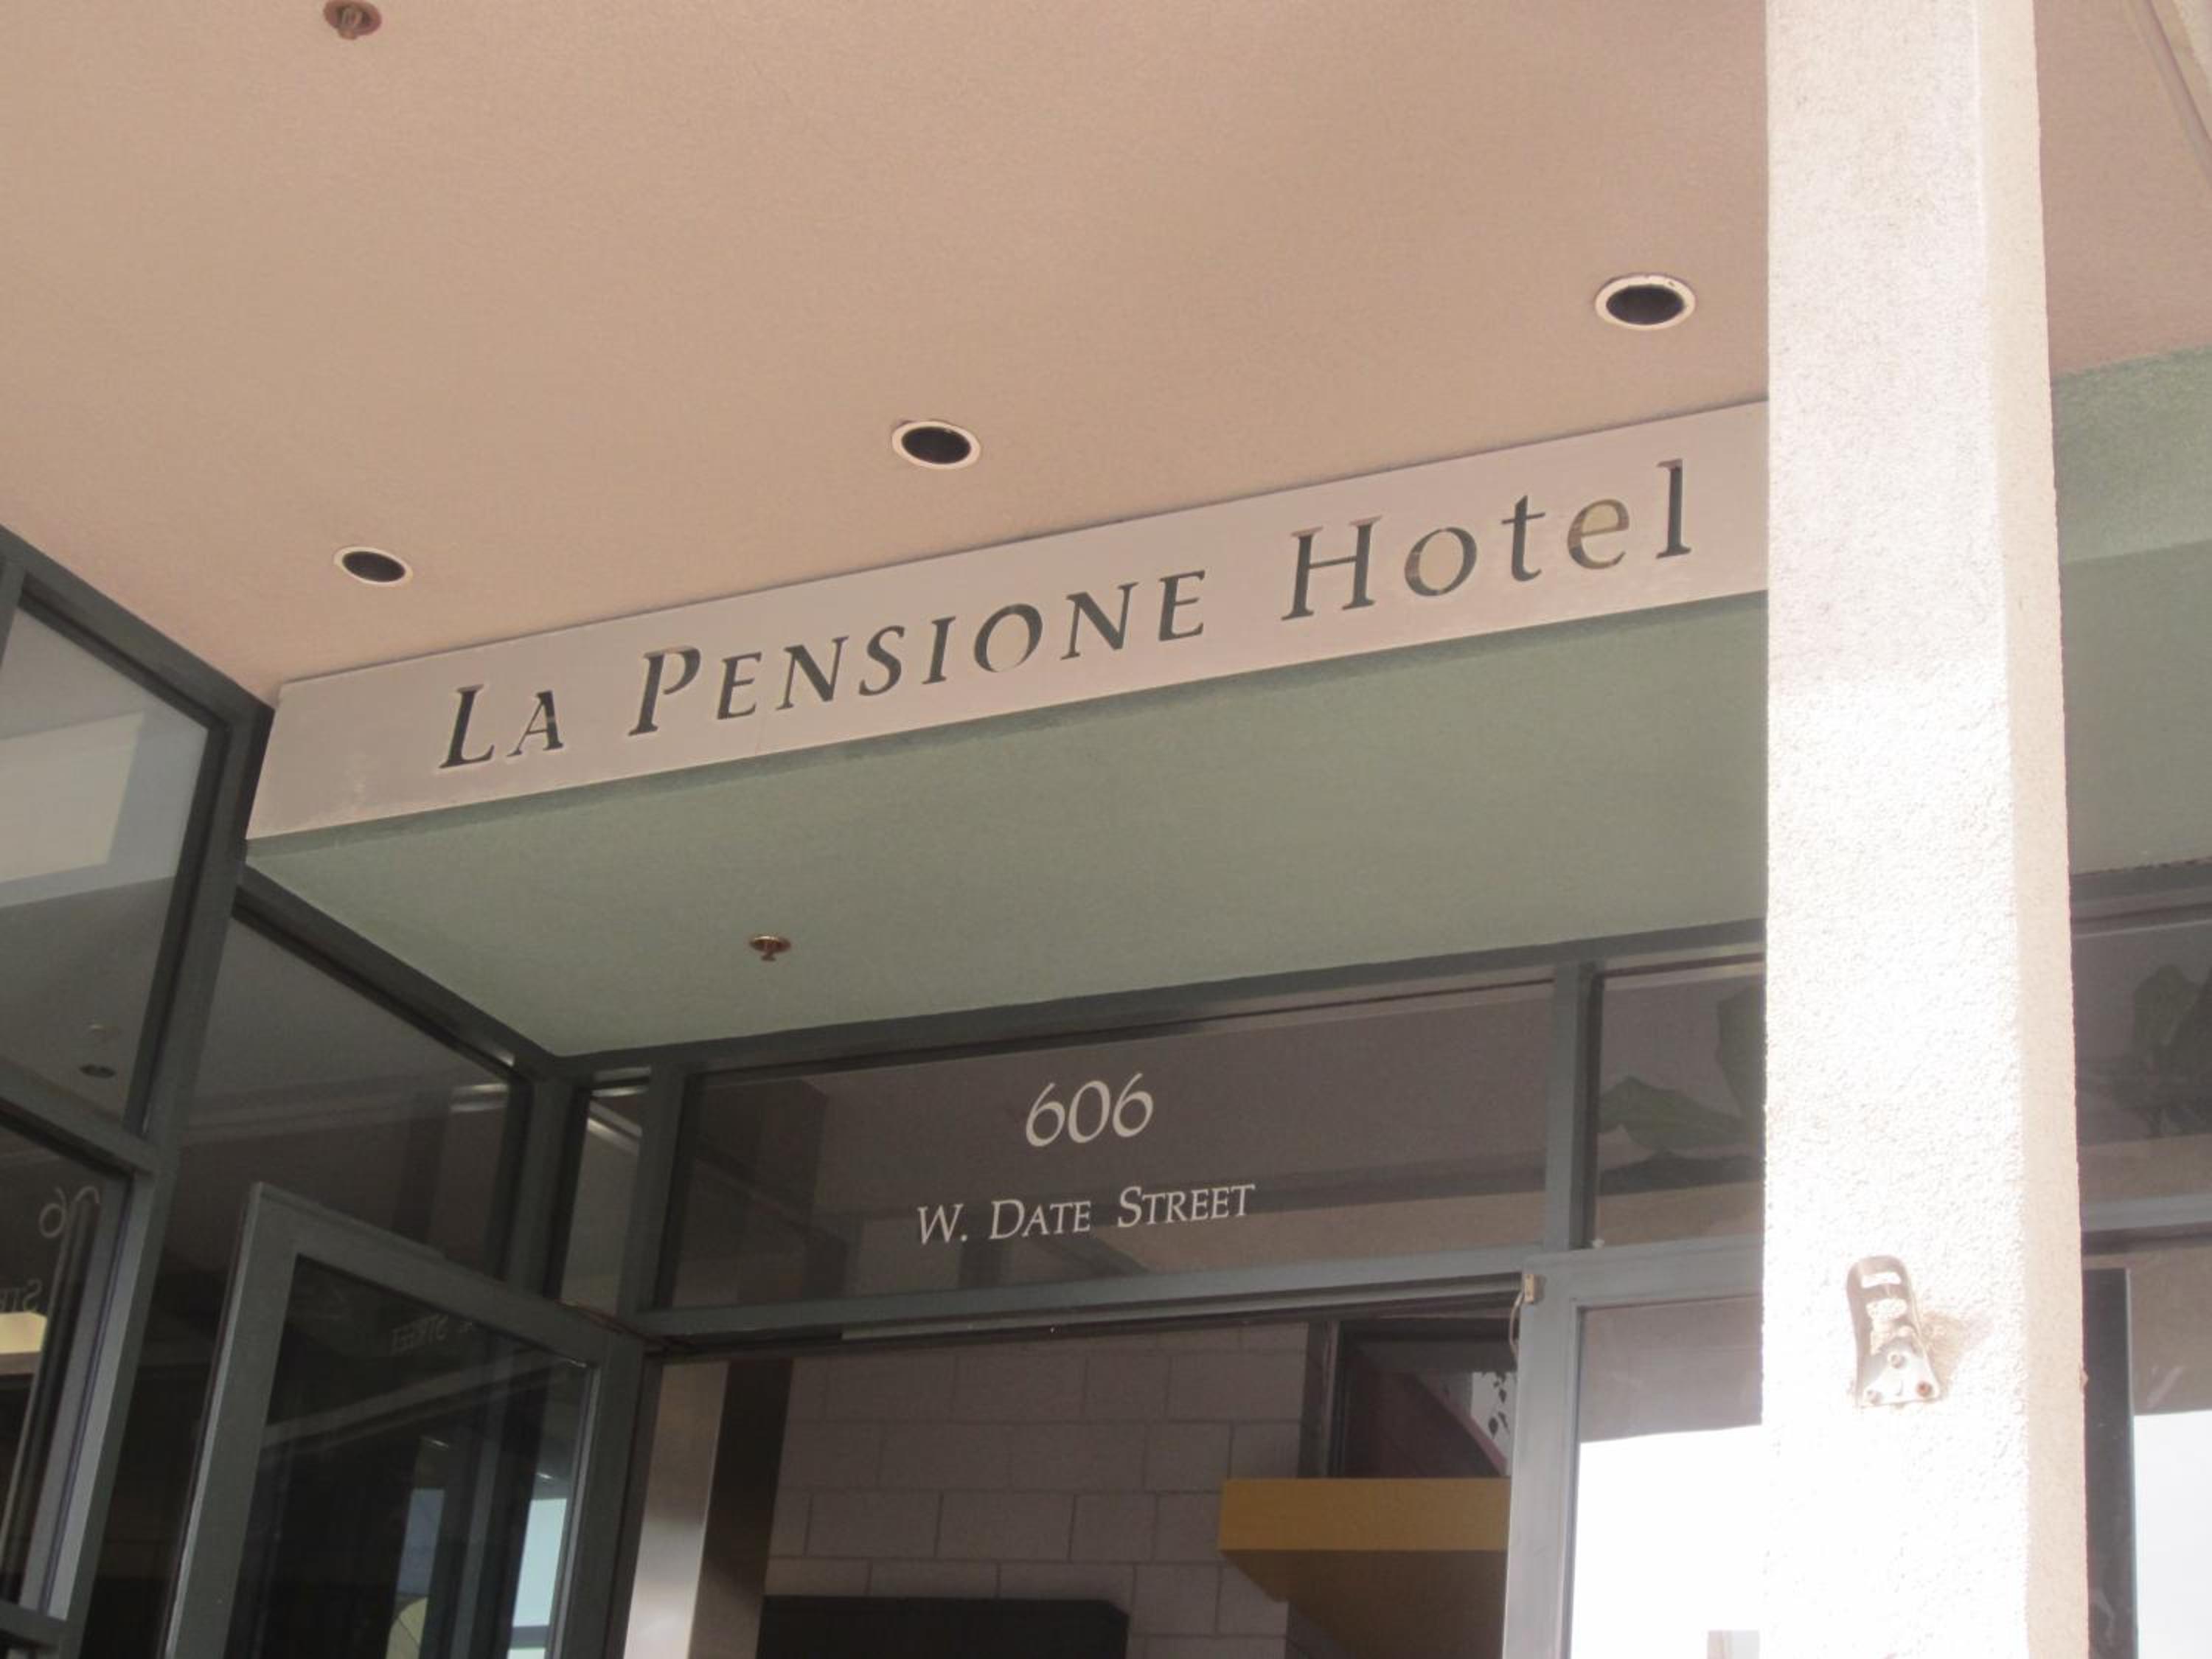 LA PENSIONE Hotel
606
W. DATE STREET